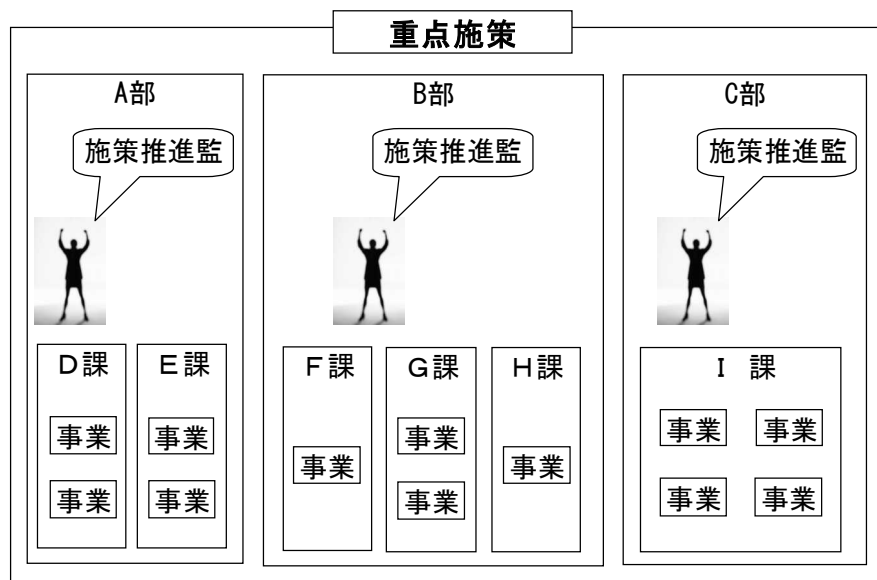 重点施策
A部
施策推進監
D課
事業
事業
E課
事業
事業
B部
施策推進監
F課
事業
G課
事業
事業
H課
事業
C部
施策推進監
I 課
事業 事業
事業 事業